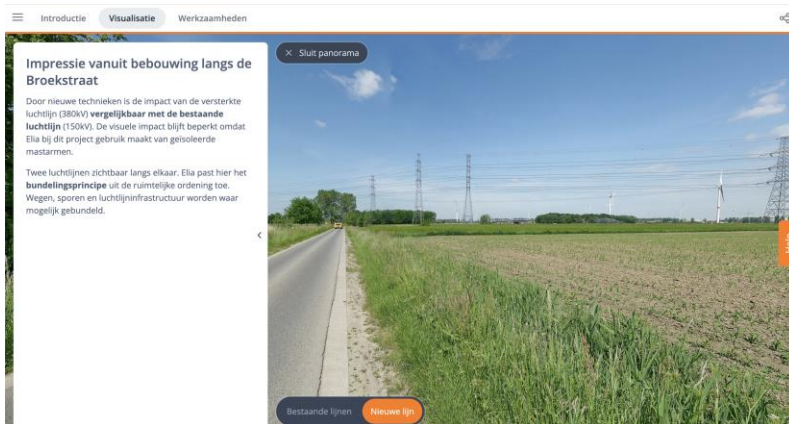 Introductie Visualisatie Werkzaamheden
Sluit panorama
Impressie vanuit bebouwing langs de
Broekstraat
Door nieuwe technieken is de impact van de versterkte
luchtlijn (380kV) vergelijkbaar met de bestaande
luchtlijn (150kV). De visuele impact blijft beperkt omdat
Elia bij dit project gebruik maakt van geïsoleerde
mastarmen.
Twee luchtlijnen zichtbaar langs elkaar. Elia past hier het
bundelingsprincipe uit de ruimtelijke ordening toe.
Wegen, sporen en luchtlijninfrastructuur worden waar
mogelijk gebundeld.
Bestaande lijnen Nieuwe lijn